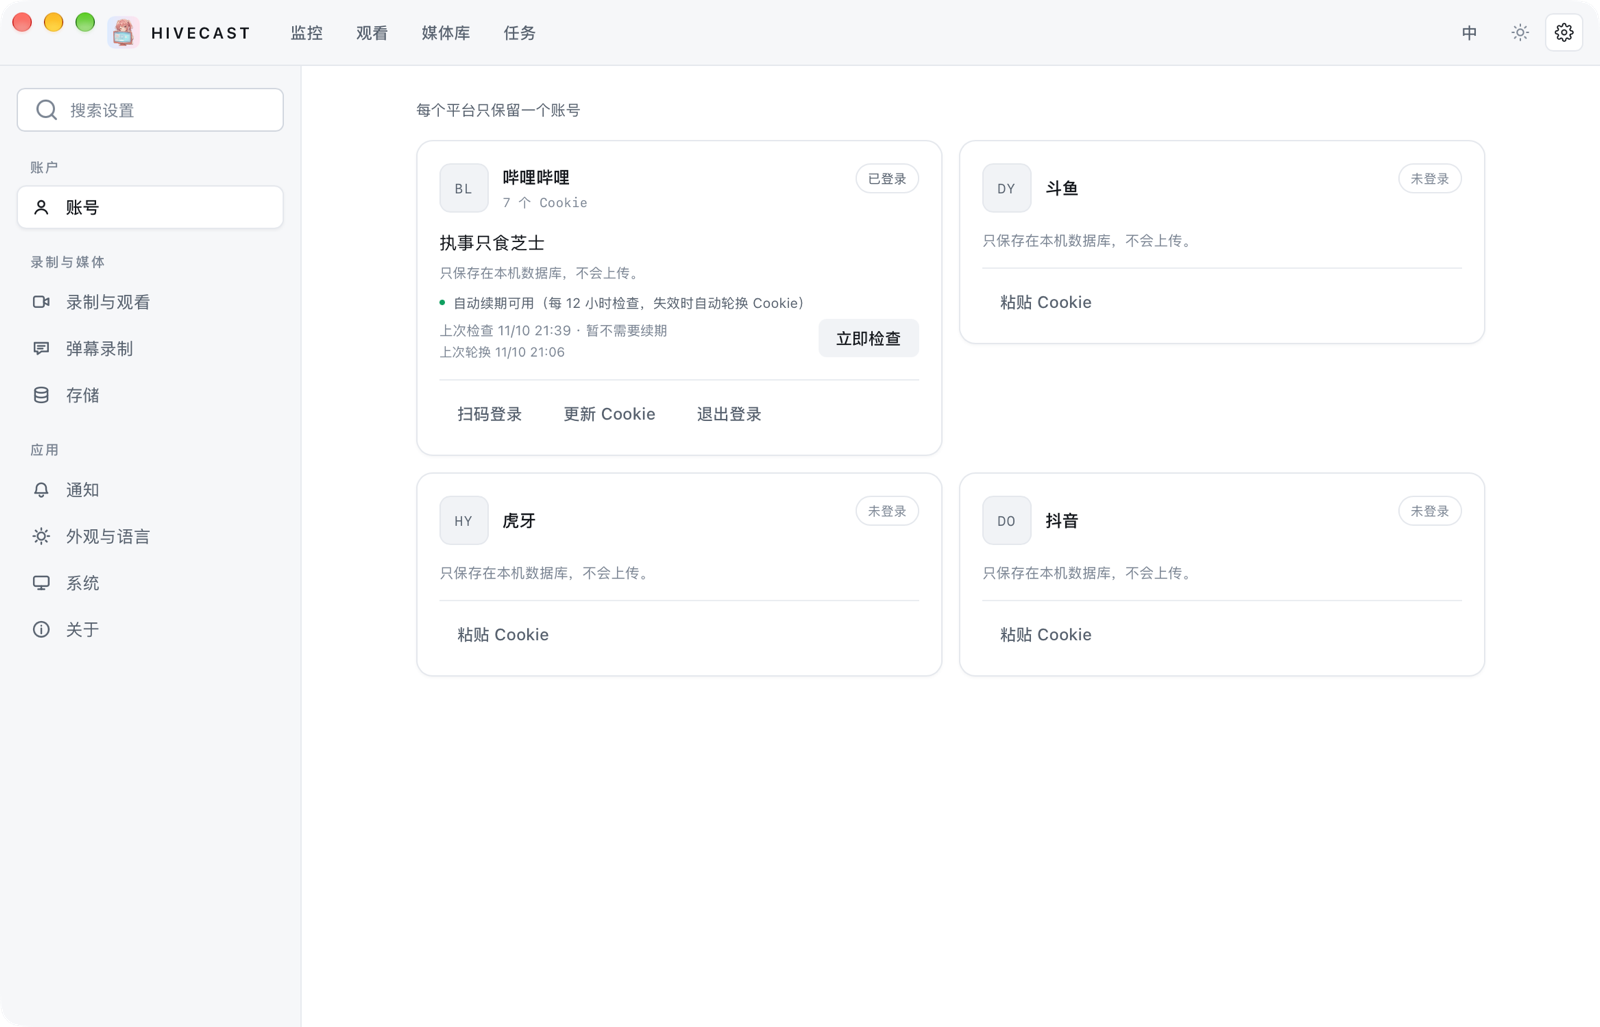 HIVECAST
监控
观看
媒体库
任务
中
搜索设置
账户
账号
录制与媒体
录制与观看
弹幕录制
存储
应用
通知
外观与语言
系统
关于
每个平台只保留一个账号
BL
哔哩哔哩
7 个 Cookie
已登录
执事只食芝士
只保存在本机数据库，不会上传。
自动续期可用（每 12 小时检查，失效时自动轮换 Cookie）
上次检查 11/10 21:39 · 暂不需要续期
上次轮换 11/10 21:06
立即检查
扫码登录
更新 Cookie
退出登录
DY
斗鱼
未登录
只保存在本机数据库，不会上传。
粘贴 Cookie
HY
虎牙
未登录
只保存在本机数据库，不会上传。
粘贴 Cookie
DO
抖音
未登录
只保存在本机数据库，不会上传。
粘贴 Cookie